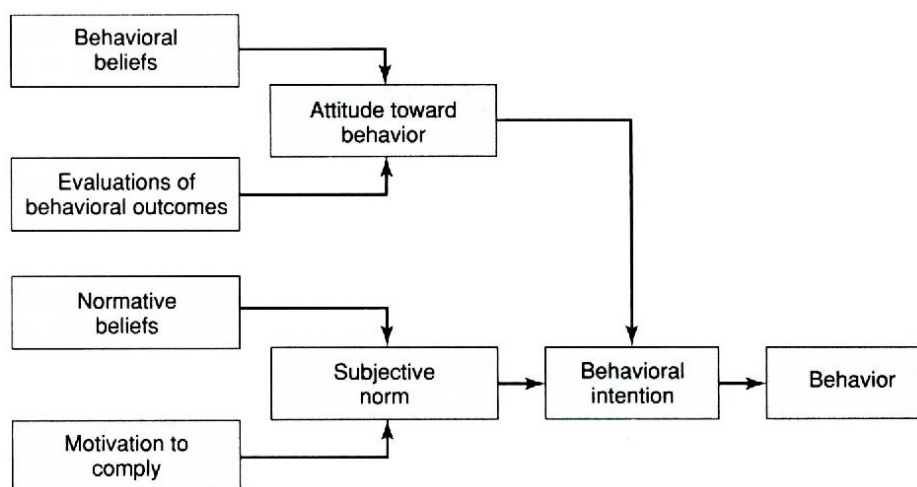 Behavioral
beliefs
Attitude toward
behavior
Evaluations of
behavioral outcomes
Normative
beliefs
Subjective
norm
Behavioral
intention
Behavior
Motivation to
comply